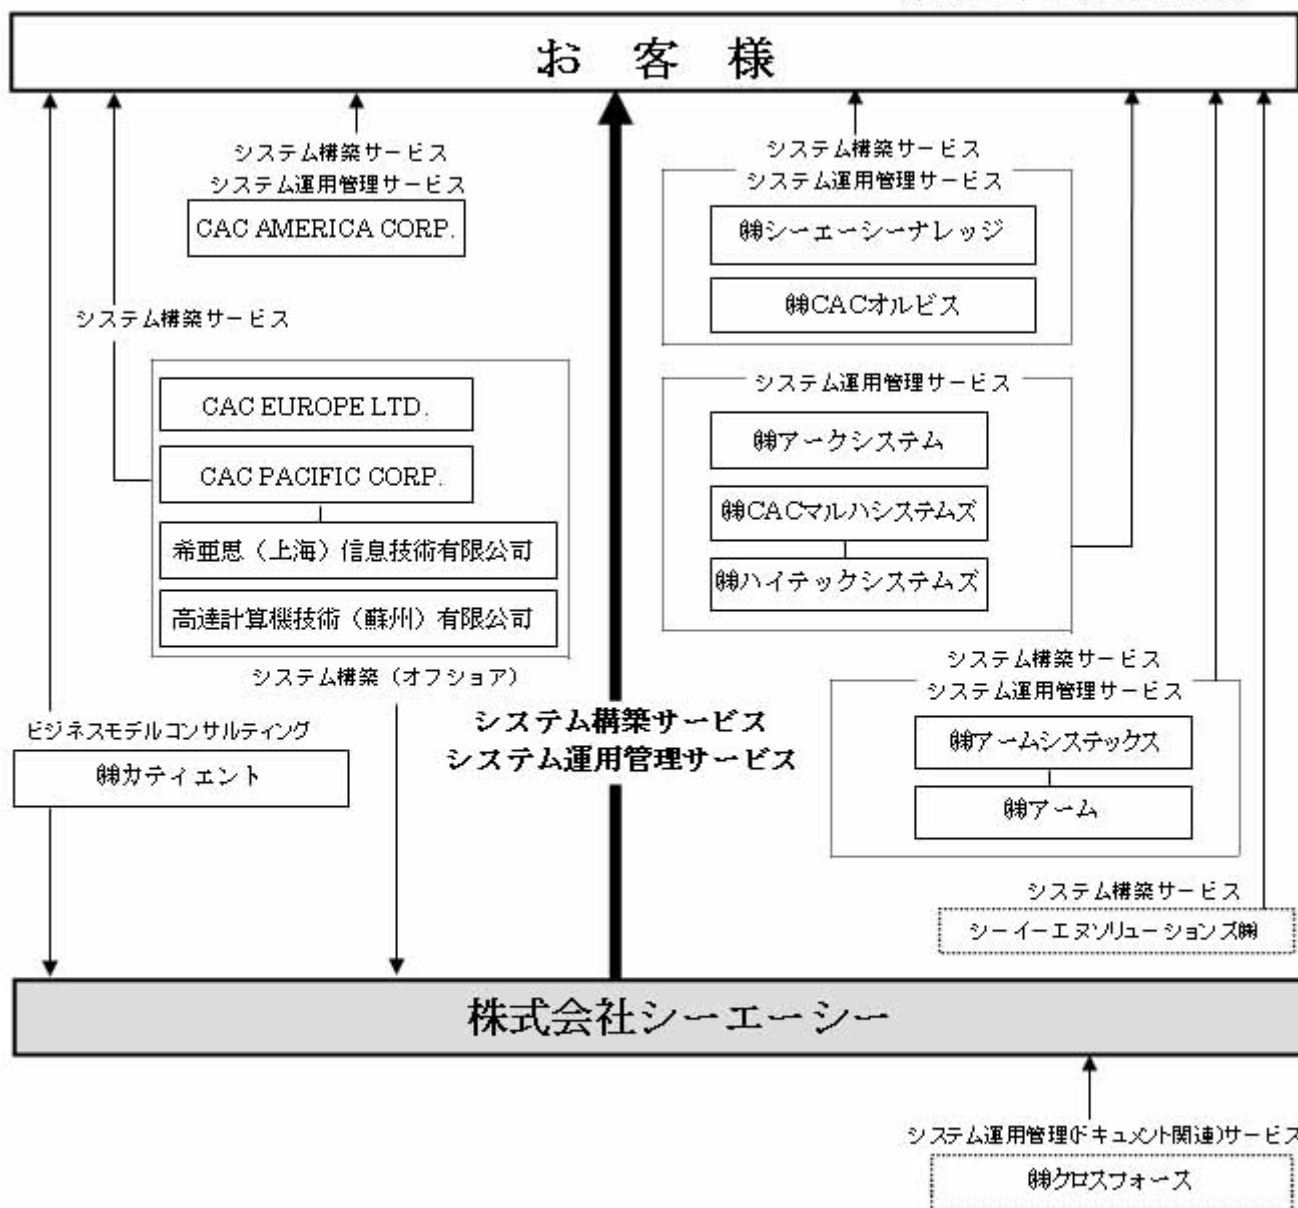 お 客 様
システム構築サービス
システム運用管理サービス
CAC AMERICA CORP.
システム構築サービス
CAC EUROPE LTD.
CAC PACIFIC CORP.
希亜思（上海）信息技術有限公司
高達計算機技術（蘇州）有限公司
システム構築（オフショア）
ビジネスモデルコンサルティング
㈱カティエント
システム構築サービス
システム運用管理サービス
システム構築サービス
システム運用管理サービス
㈱シーエーシーナレッジ
㈱CACオルビス
システム運用管理サービス
㈱アークシステム
㈱CACマルハシステムズ
㈱ハイテックシステムズ
システム構築サービス
システム運用管理サービス
㈱アームシステックス
㈱アーム
システム構築サービス
シーイーエヌソリューションズ㈱
株式会社シーエーシー
システム運用管理(ドキュメント関連)サービス
㈱クロスフォース